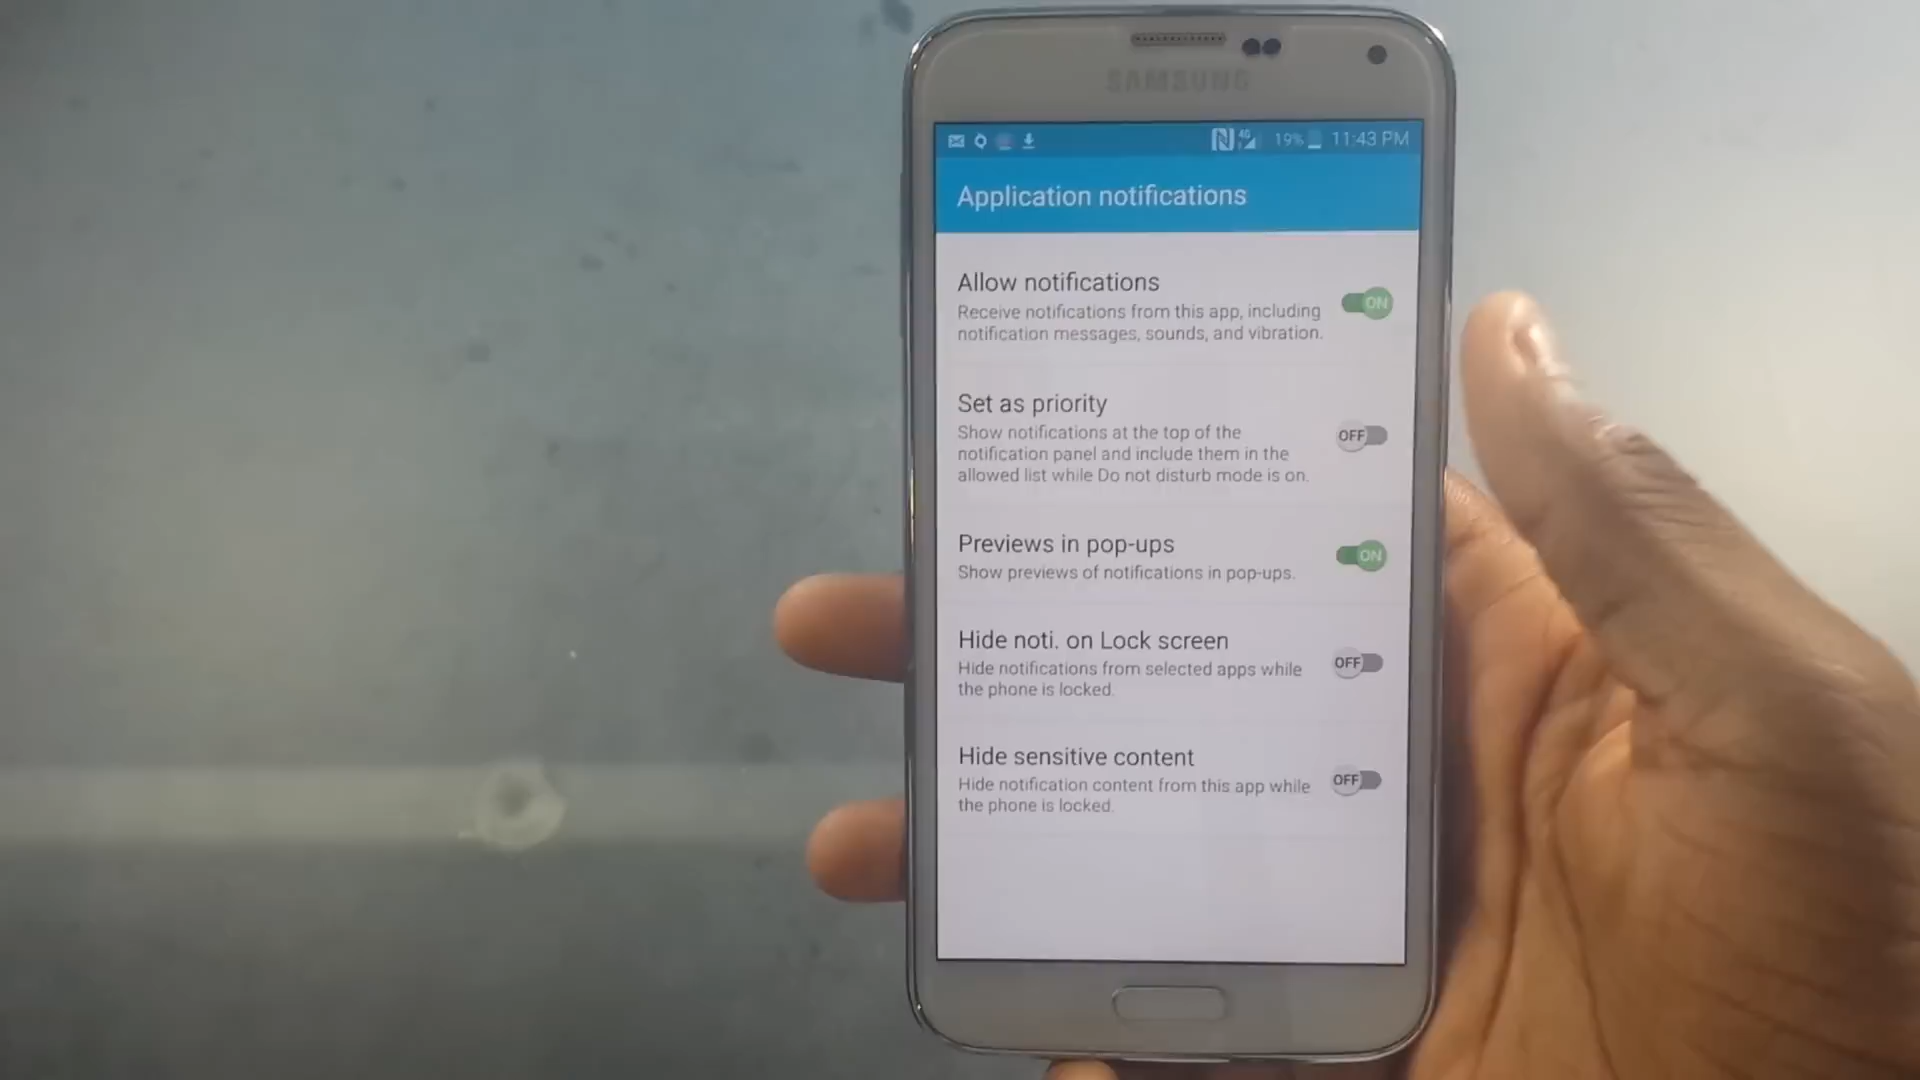 SAMSUNG
4G 19% 11:43 PM
Application notifications
Allow notifications
Receive notifications from this app, including
notification messages, sounds, and vibration.
ON
Set as priority
Show notifications at the top of the
notification panel and include them in the
allowed list while Do not disturb mode is on.
OFF
Previews in pop-ups
Show previews of notifications in pop-ups.
ON
Hide noti. on Lock screen
Hide notifications from selected apps while
the phone is locked.
OFF
Hide sensitive content
Hide notification content from this app while
the phone is locked.
OFF